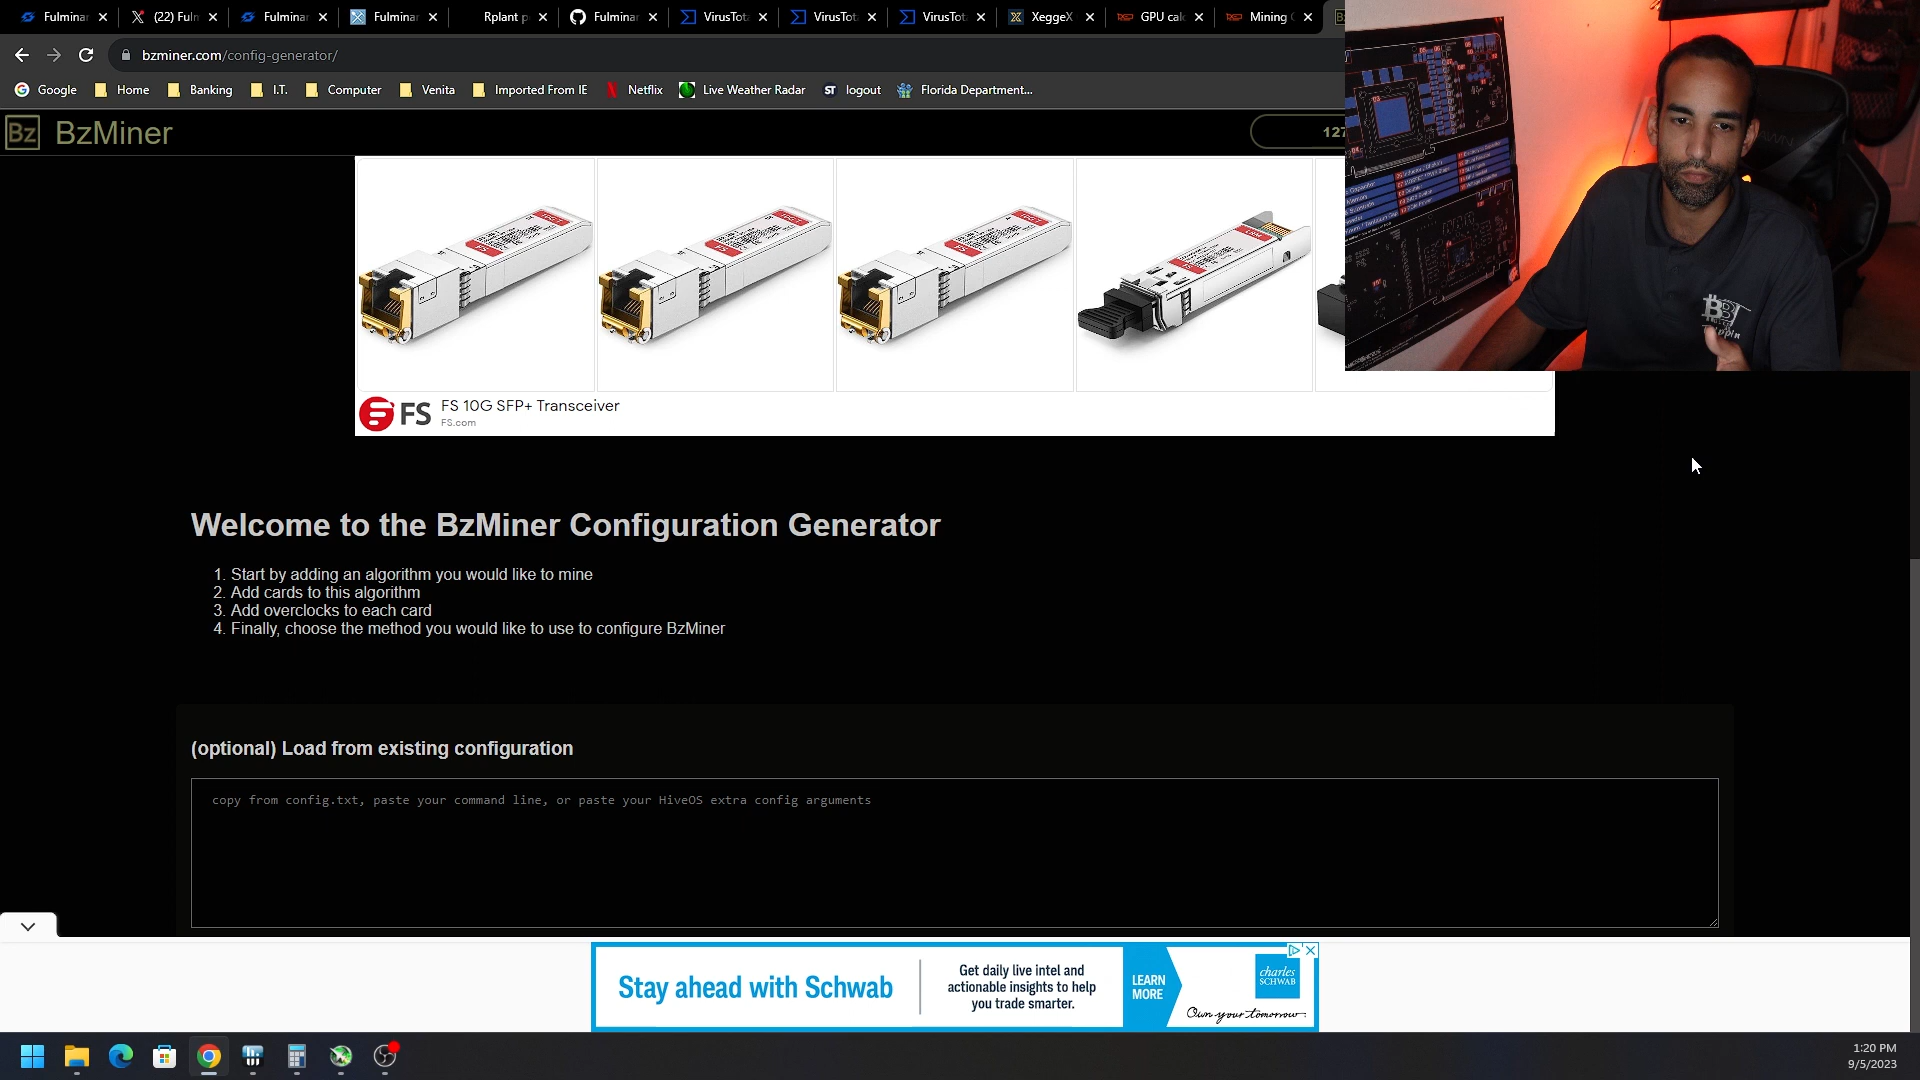 Fulminar
(22) Fuln
Fulminar
Fulminar
Rplant p
Fulminar
VirusTot
VirusTot
VirusTot
XeggeX
GPU calc
Mining C
bzminer.com/config-generator/
Google
Home
Banking
I.T.
Computer
Venita
Imported From IE
Netflix
Live Weather Radar
ST logout
Florida Department...
Bz BzMiner
127
FS FS 10G SFP+ Transceiver
FS.com
Welcome to the BzMiner Configuration Generator
1. Start by adding an algorithm you would like to mine
2. Add cards to this algorithm
3. Add overclocks to each card
4. Finally, choose the method you would like to use to configure BzMiner
(optional) Load from existing configuration
copy from config.txt, paste your command line, or paste your HiveOS extra config arguments
Stay ahead with Schwab
Get daily live intel and
actionable insights to help
you trade smarter.
LEARN
MORE
charles
SCHWAB
Own your tomorrow.
1:20 PM
9/5/2023